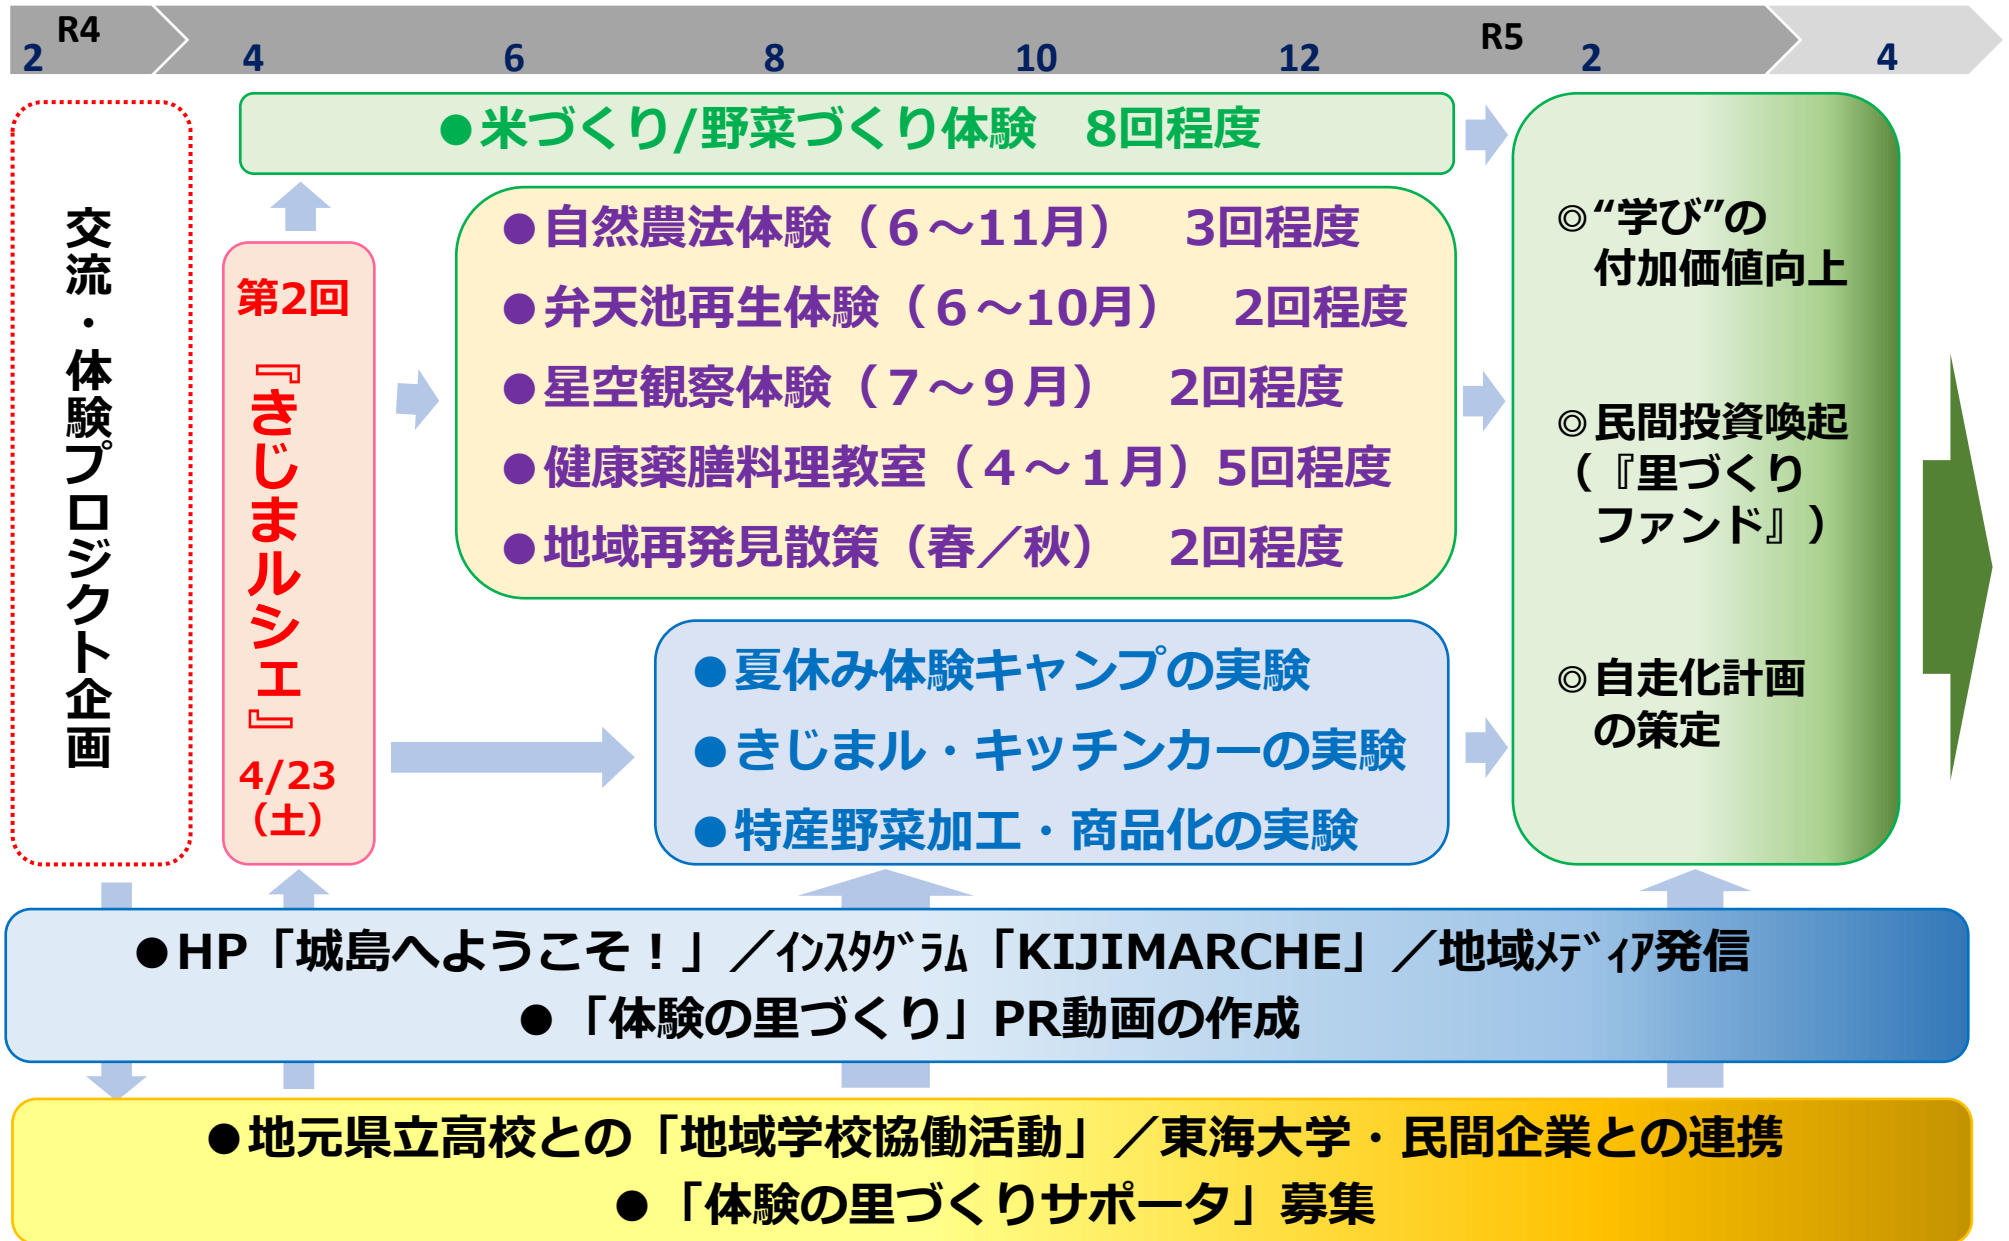 R4
R5
2
4
6
8
10
12
2
4
交流・体験プロジクト企画
●米づくり/野菜づくり体験　8回程度
第2回
『きじまルシェ』
4/23
（土）
●自然農法体験（６～11月）　3回程度
●弁天池再生体験（６～10月）　2回程度
●星空観察体験（７～９月）　2回程度
●健康薬膳料理教室（４～１月）5回程度
●地域再発見散策（春／秋）　2回程度
●夏休み体験キャンプの実験
●きじまル・キッチンカーの実験
●特産野菜加工・商品化の実験
◎“学び”の
付加価値向上
◎民間投資喚起
（『里づくり
ファンド』）
◎自走化計画
の策定
●HP「城島へようこそ！」／ｲﾝｽﾀｸﾞﾗﾑ「KIJIMARCHE」／地域ﾒﾃﾞｨｱ発信
●「体験の里づくり」PR動画の作成
●地元県立高校との「地域学校協働活動」／東海大学・民間企業との連携
●「体験の里づくりサポータ」募集